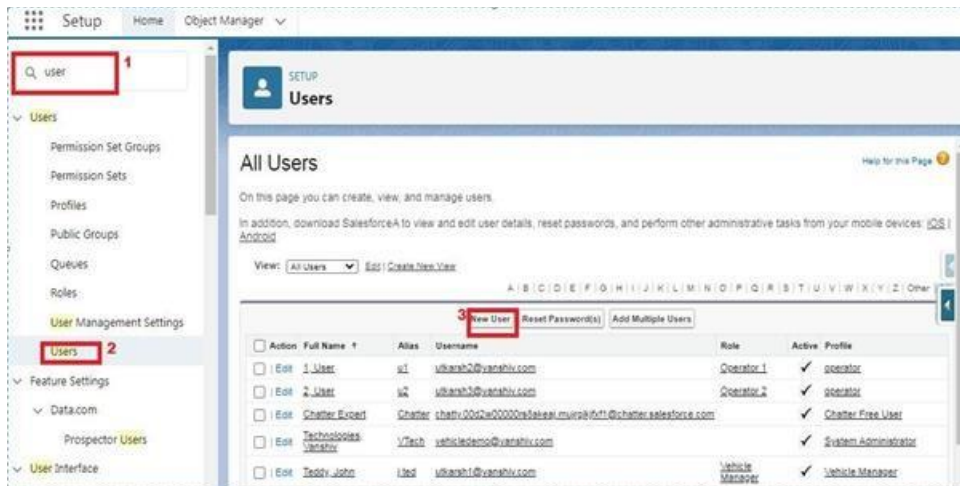 Setup Home Object Manager
user
1
Users
Permission Set Groups
Permission Sets
Profiles
Public Groups
Queues
Roles
User Management Settings
Users 2
Feature Settings
Data.com
Prospector Users
User Interface
SETUP
Users
All Users
Help for this Page
On this page you can create, view, and manage users.
In addition, download SalesforceA to view and edit user details, reset passwords, and perform other administrative tasks from your mobile devices: iOS |
Android
View: All Users Edit | Create New View
A | B | C | D | E | F | G | H | I | J | K | L | M | N | O | P | Q | R | S | T | U | V | W | X | Y | Z | Other
3 New User Reset Password(s) Add Multiple Users
Action Full Name ↑ Alias Username Role Active Profile
Edit 1, User u1 utkarsh2@vanshiv.com Operator 1 ✓ operator
Edit 2, User u2 utkarsh3@vanshiv.com Operator 2 ✓ operator
Edit Chatter Expert Chatter ✓ Chatter Free User
Edit Technologies, Vanshiv VTech vehicledemo@vanshiv.com ✓ System Administrator
Edit Teddy, John j.ted utkarsh1@vanshiv.com Vehicle Manager ✓ Vehicle Manager